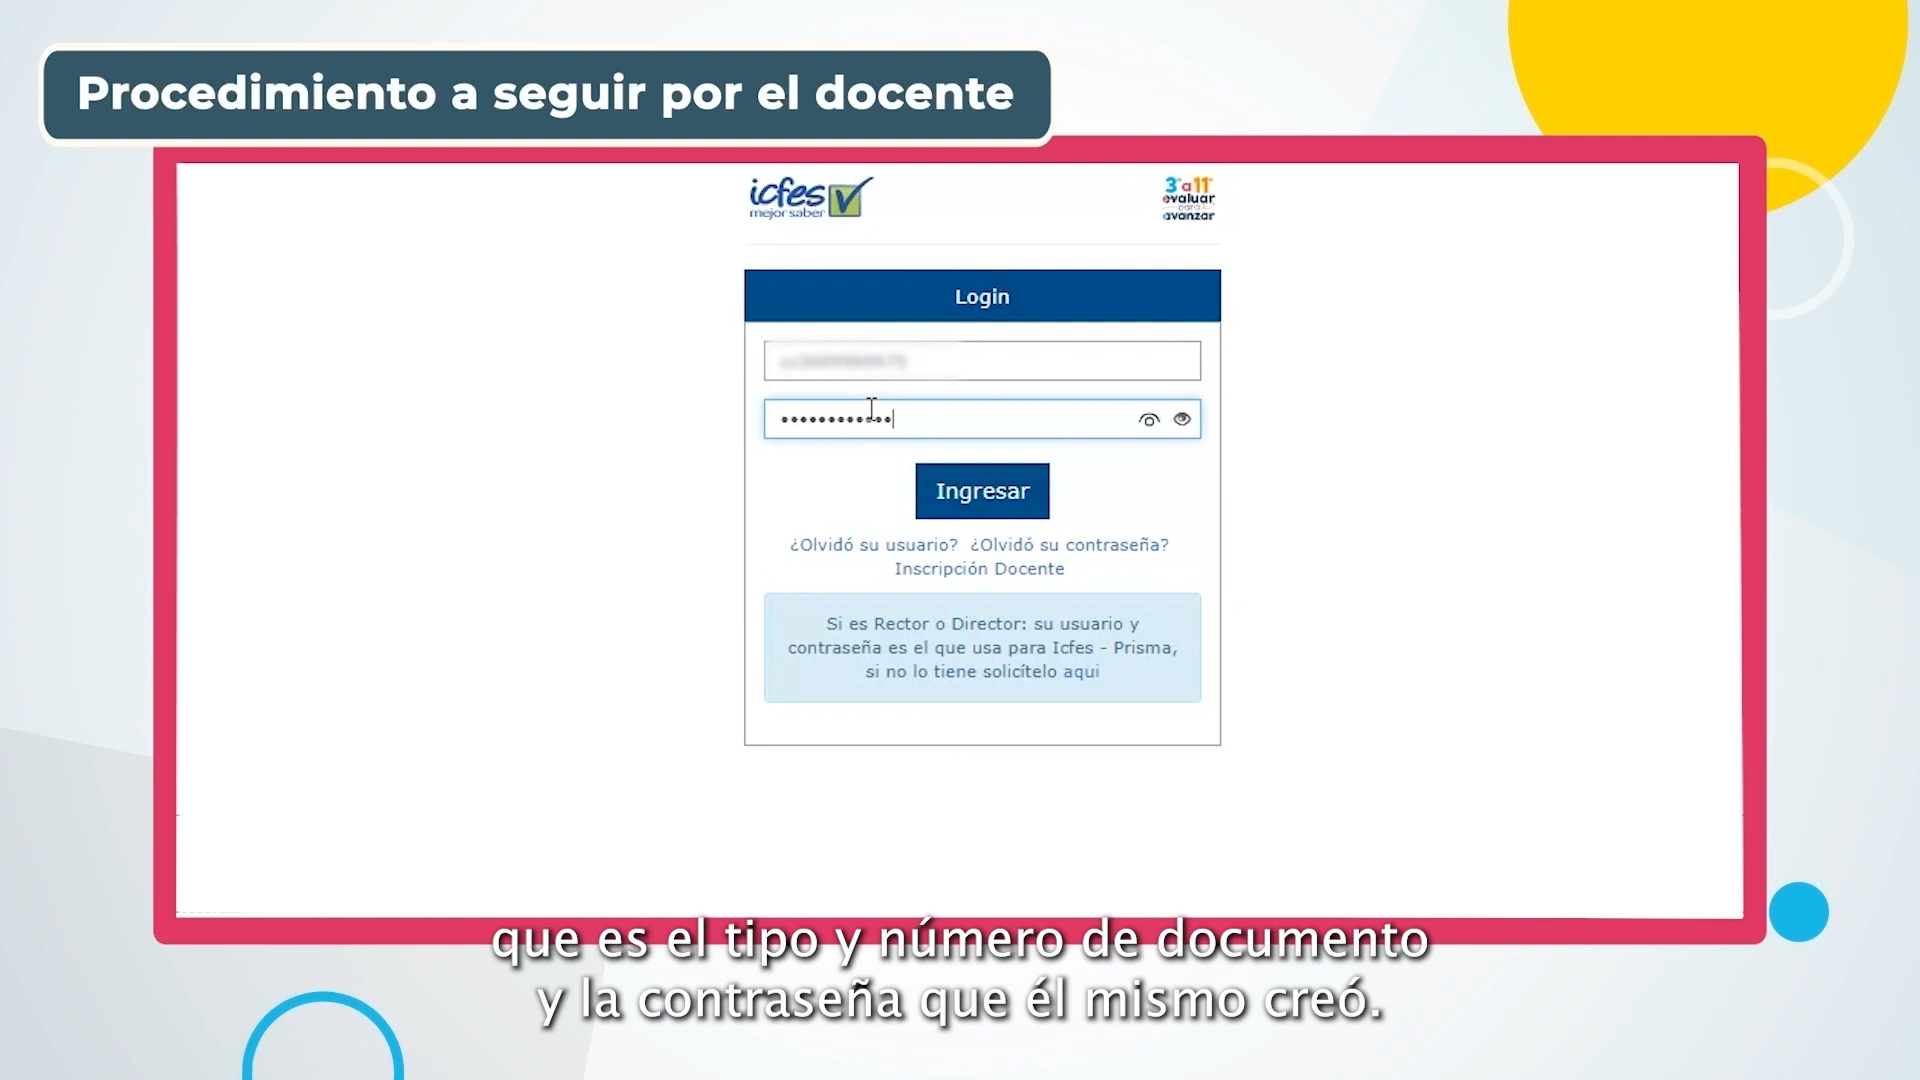 Procedimiento a seguir por el docente
icfes
mejor saber
3° a 11°
evaluar
para
avanzar
Login
Ingresar
¿Olvidó su usuario? ¿Olvidó su contraseña?
Inscripción Docente
Si es Rector o Director: su usuario y
contraseña es el que usa para Icfes - Prisma,
si no lo tiene solicítelo aqui
que es el tipo y número de documento
y la contraseña que él mismo creó.